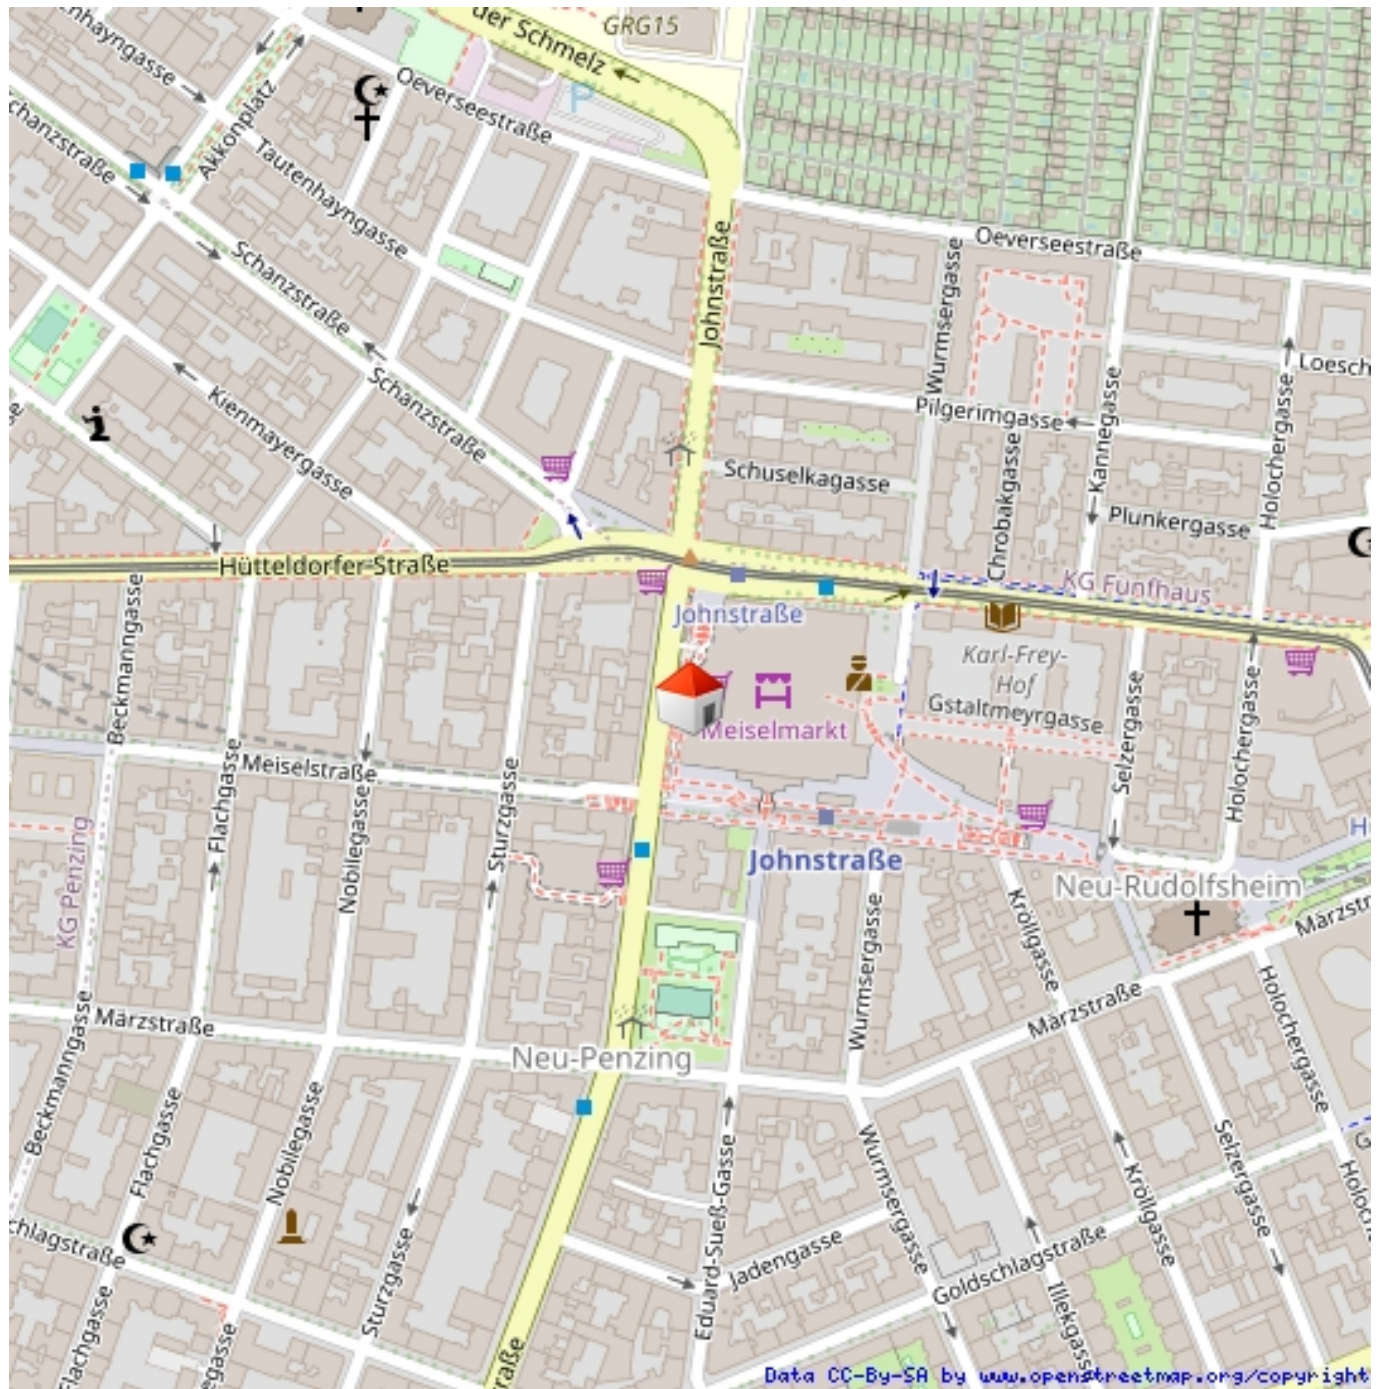 der Schmelz
GRG15
Oeverseestraße
Akkonplatz
Tautenhayngasse
Schanzstraße
Oeverseestraße
Johnstraße
Wurmsergasse
Schanzstraße
Kienmayergasse
Pilgerimgasse
Kannegasse
Holochergasse
Schuselkagasse
Chrobakgasse
Plunkergasse
Hütteldorfer Straße
KG Fünfhaus
Johnstraße
Karl-Frey-
Hof
Gstaltmeyrgasse
Beckmanngasse
Meiselmarkt
Selzergasse
Holochergasse
Meiselstraße
Flachgasse
Nobilegasse
Sturzgasse
Johnstraße
KG Penzing
Neu-Rudolfsheim
Kröllgasse
Wurmsergasse
Märzstraße
Märzstraße
Neu-Penzing
Holochergasse
Beckmanngasse
Flachgasse
Nobilegasse
Sturzgasse
Eduard-Sueß-Gasse
Wurmsergasse
Kröllgasse
Selzergasse
Jadengasse
Goldschlagstraße
Illekgasse
Flachgasse
Data CC-By-SA by www.openstreetmap.org/copyright